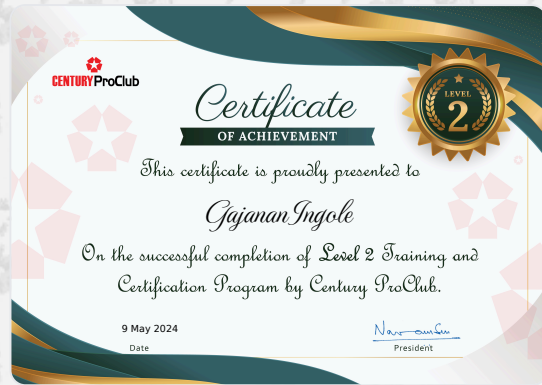 CENTURY ProClub
LEVEL
2
Certificate
OF ACHIEVEMENT
This certificate is proudly presented to
Gajanan Ingole
On the successful completion of Level 2 Training and
Certification Program by Century ProClub.
9 May 2024
Date
President